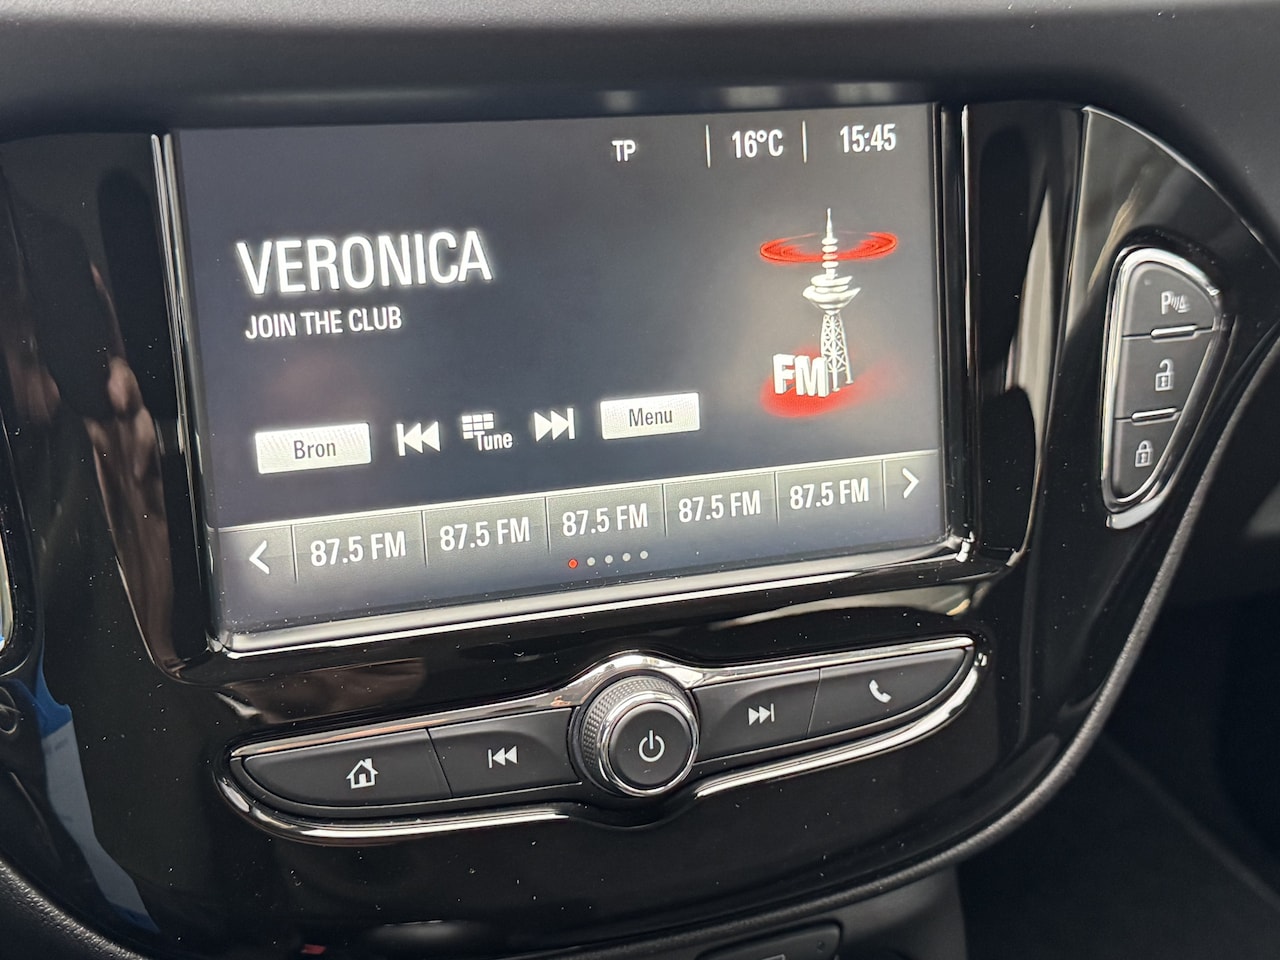 TP 16°C 15:45
VERONICA
JOIN THE CLUB
FM
Bron Tune Menu
87.5 FM 87.5 FM 87.5 FM 87.5 FM 87.5 FM
P